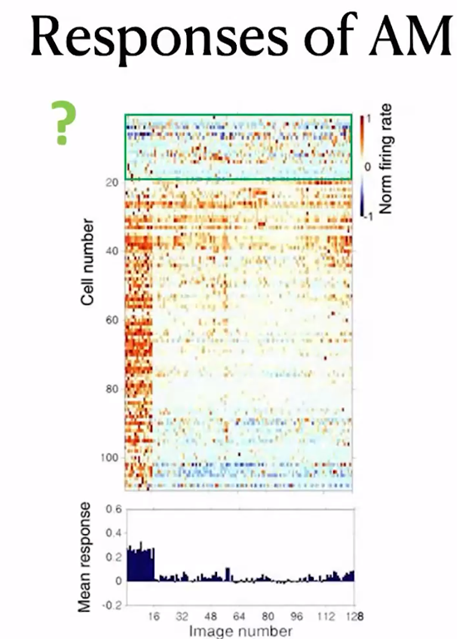 Responses of AM
?
1
0
-1
Norm firing rate
20
40
60
80
100
Cell number
0.6
0.4
0.2
0
-0.2
Mean response
16 32 48 64 80 96 112 128
Image number